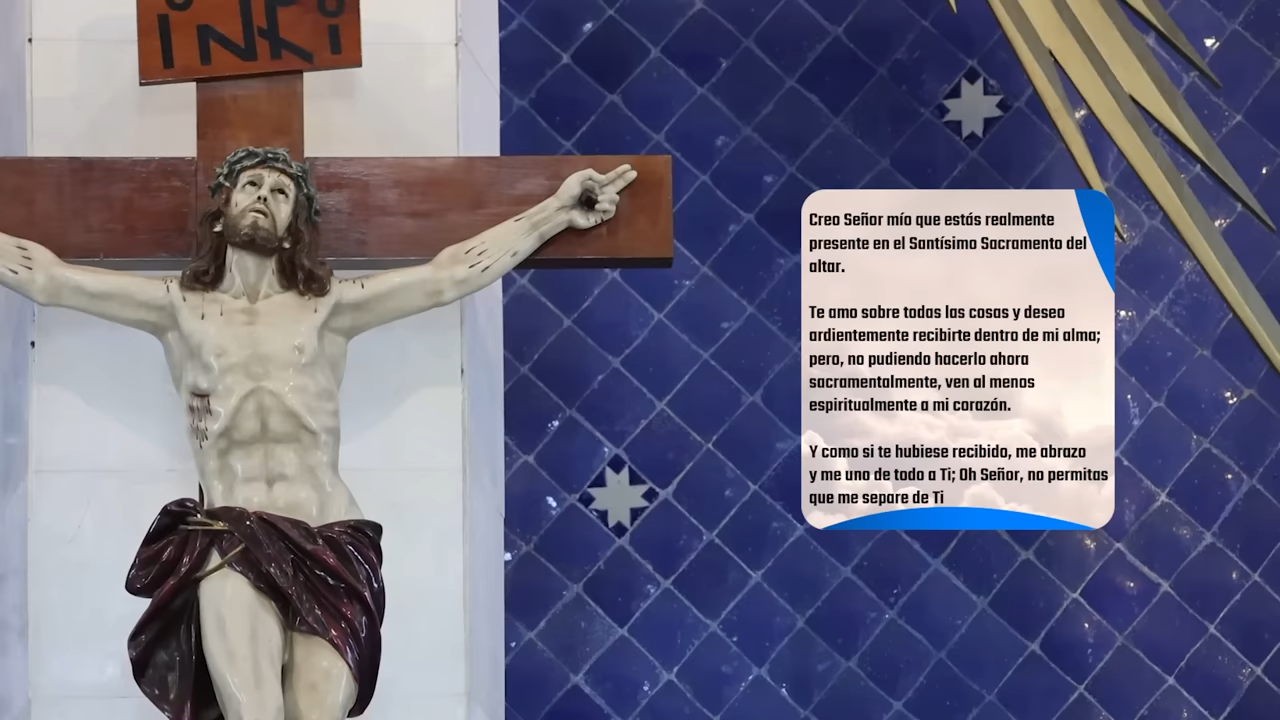 INRI
Creo Señor mío que estás realmente
presente en el Santísimo Sacramento del
altar.
Te amo sobre todas las cosas y deseo
ardientemente recibirte dentro de mi alma;
pero, no pudiendo hacerlo ahora
sacramentalmente, ven al menos
espiritualmente a mi corazón.
Y como si te hubiese recibido, me abrazo
y me uno de todo a Ti; Oh Señor, no permitas
que me separe de Ti